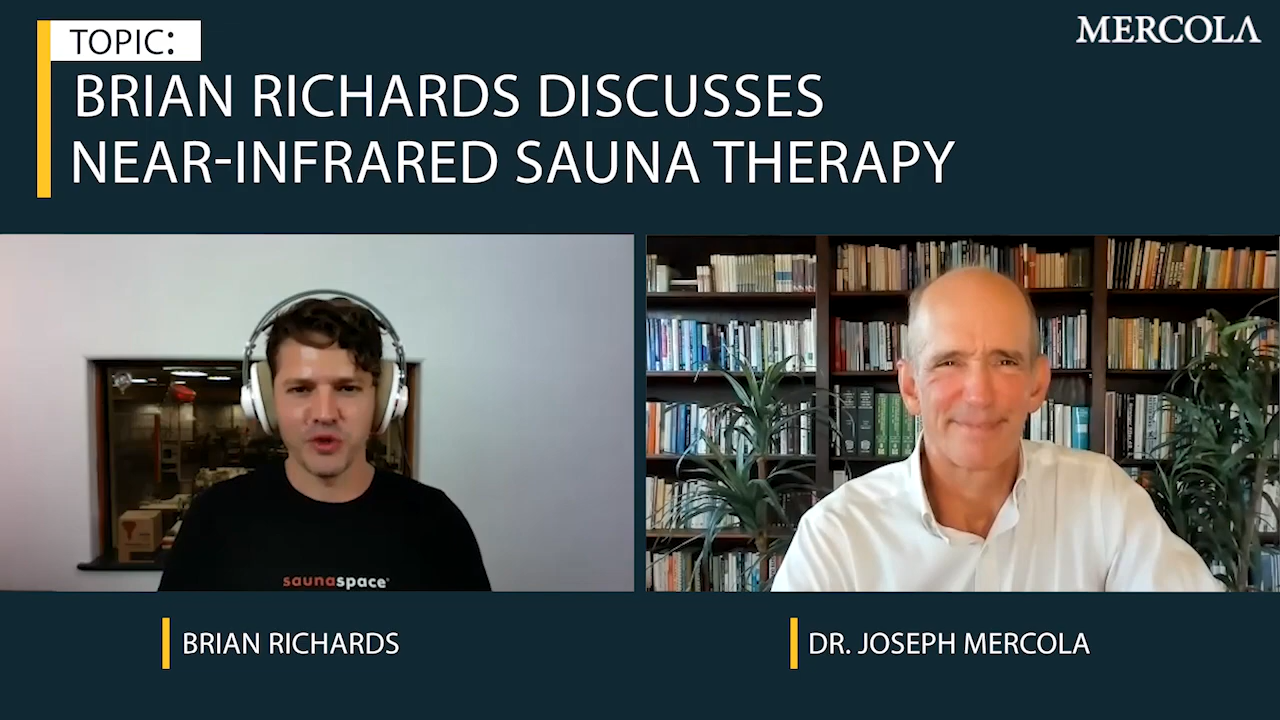 TOPIC:
MERCOLA
BRIAN RICHARDS DISCUSSES
NEAR-INFRARED SAUNA THERAPY
saunaspace
BRIAN RICHARDS
DR. JOSEPH MERCOLA